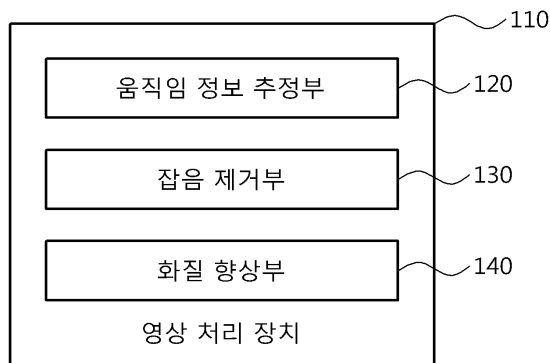 110
움직임 정보 추정부
120
잡음 제거부
130
화질 향상부
140
영상 처리 장치